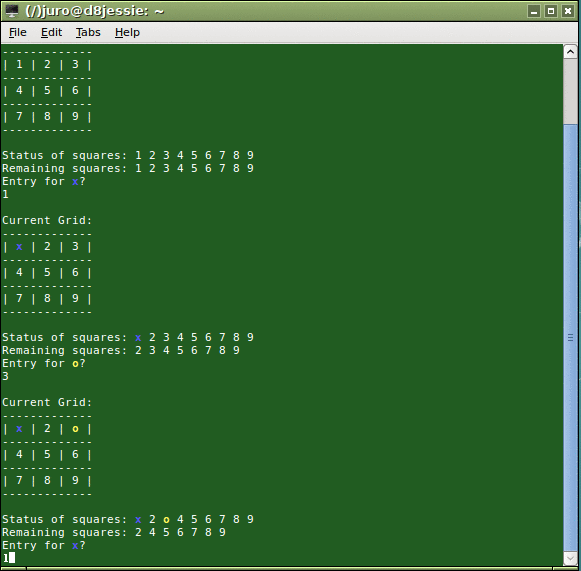 (/)juro@d8jessie: ~
File Edit Tabs Help
-------------
| 1 | 2 | 3 |
-------------
| 4 | 5 | 6 |
-------------
| 7 | 8 | 9 |
-------------
Status of squares: 1 2 3 4 5 6 7 8 9
Remaining squares: 1 2 3 4 5 6 7 8 9
Entry for x?
1
Current Grid:
-------------
| x | 2 | 3 |
-------------
| 4 | 5 | 6 |
-------------
| 7 | 8 | 9 |
-------------
Status of squares: x 2 3 4 5 6 7 8 9
Remaining squares: 2 3 4 5 6 7 8 9
Entry for o?
3
Current Grid:
-------------
| x | 2 | o |
-------------
| 4 | 5 | 6 |
-------------
| 7 | 8 | 9 |
-------------
Status of squares: x 2 o 4 5 6 7 8 9
Remaining squares: 2 4 5 6 7 8 9
Entry for x?